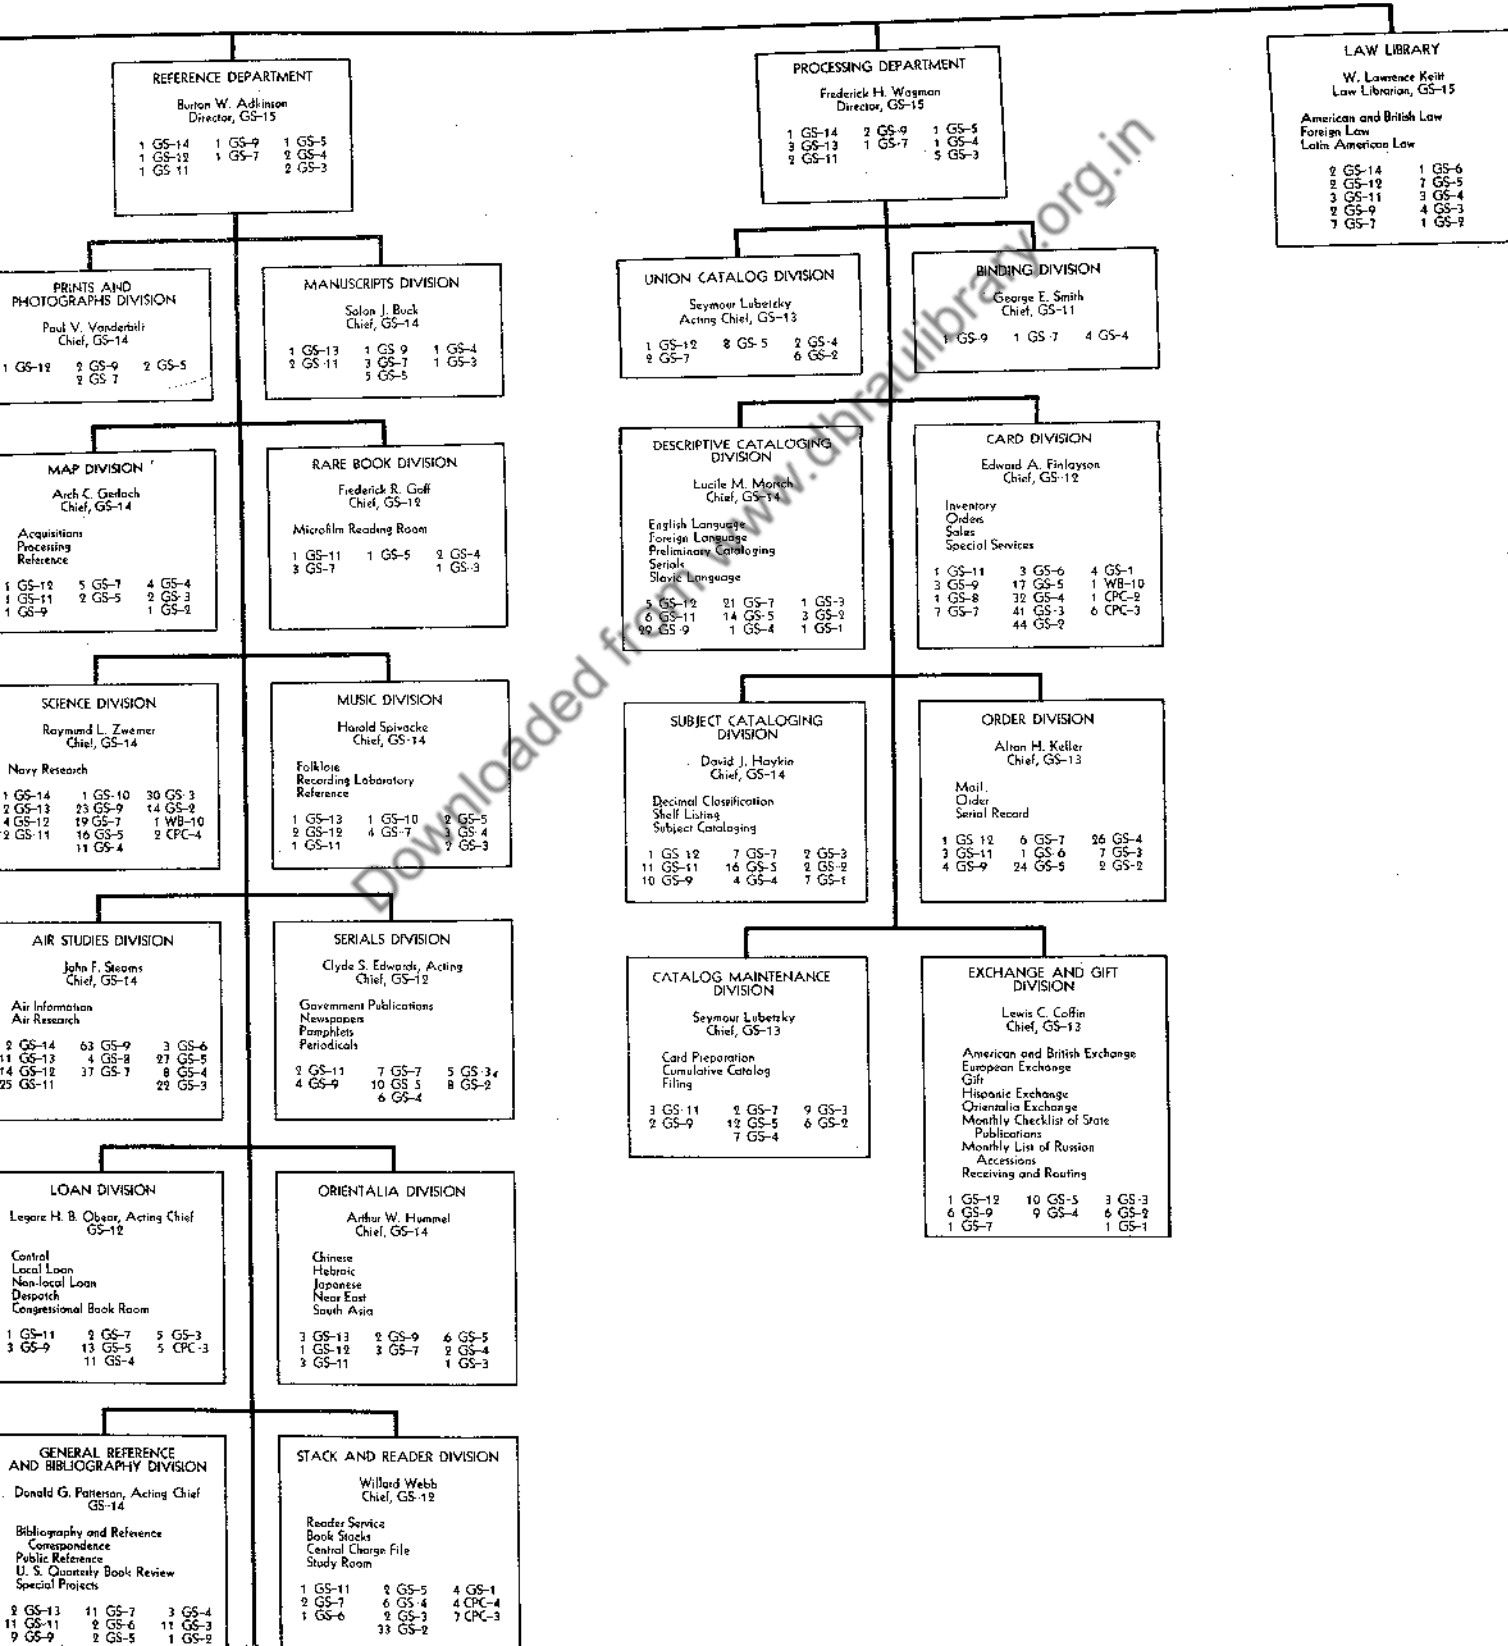 REFERENCE DEPARTMENT
Burton W. Adkinson
Director, GS-15
1 GS-14 1 GS-9 1 GS-5
1 GS-12 1 GS-7 2 GS-4
1 GS-11 2 GS-3
PROCESSING DEPARTMENT
Frederick H. Wagman
Director, GS-15
1 GS-14 2 GS-9 1 GS-5
3 GS-13 1 GS-7 1 GS-4
2 GS-11 5 GS-3
LAW LIBRARY
W. Lawrence Keitt
Law Librarian, GS-15
American and British Law
Foreign Law
Latin American Law
2 GS-14 1 GS-6
2 GS-12 7 GS-5
3 GS-11 3 GS-4
2 GS-9 4 GS-3
7 GS-7 1 GS-2
PRINTS AND
PHOTOGRAPHS DIVISION
Paul V. Vanderbilt
Chief, GS-14
1 GS-12 2 GS-9 2 GS-5
2 GS-7
MANUSCRIPTS DIVISION
Solon J. Buck
Chief, GS-14
1 GS-13 1 GS-9 1 GS-4
2 GS-11 3 GS-7 1 GS-3
5 GS-5
UNION CATALOG DIVISION
Seymour Lubetzky
Acting Chief, GS-13
1 GS-12 8 GS-5 2 GS-4
2 GS-7 6 GS-2
BINDING DIVISION
George E. Smith
Chief, GS-11
1 GS-9 1 GS-7 4 GS-4
MAP DIVISION
Arch C. Gerlach
Chief, GS-14
Acquisitions
Processing
Reference
1 GS-12 5 GS-7 4 GS-4
1 GS-11 2 GS-5 2 GS-3
1 GS-9 1 GS-2
RARE BOOK DIVISION
Frederick R. Goff
Chief, GS-12
Microfilm Reading Room
1 GS-11 1 GS-5 2 GS-4
3 GS-7 1 GS-3
DESCRIPTIVE CATALOGING
DIVISION
Lucile M. Morsch
Chief, GS-14
English Language
Foreign Language
Preliminary Cataloging
Serials
Slavic Language
5 GS-12 21 GS-7 1 GS-3
6 GS-11 14 GS-5 3 GS-2
22 GS-9 1 GS-4 1 GS-1
CARD DIVISION
Edward A. Finlayson
Chief, GS-12
Inventory
Orders
Sales
Special Services
1 GS-11 3 GS-6 4 GS-1
3 GS-9 17 GS-5 1 WB-10
1 GS-8 32 GS-4 1 CPC-2
7 GS-7 41 GS-3 6 CPC-3
44 GS-2
SCIENCE DIVISION
Raymund L. Zwemer
Chief, GS-14
Navy Research
1 GS-14 1 GS-10 30 GS-3
2 GS-13 23 GS-9 14 GS-2
4 GS-12 19 GS-7 1 WB-10
2 GS-11 16 GS-5 2 CPC-4
11 GS-4
MUSIC DIVISION
Harold Spivacke
Chief, GS-14
Folklore
Recording Laboratory
Reference
1 GS-13 1 GS-10 2 GS-5
2 GS-12 4 GS-7 3 GS-4
1 GS-11 2 GS-3
SUBJECT CATALOGING
DIVISION
David J. Haykin
Chief, GS-14
Decimal Classification
Shelf Listing
Subject Cataloging
1 GS-12 7 GS-7 2 GS-3
11 GS-11 16 GS-5 2 GS-2
10 GS-9 4 GS-4 7 GS-1
ORDER DIVISION
Alton H. Keller
Chief, GS-13
Mail
Order
Serial Record
1 GS-12 6 GS-7 26 GS-4
3 GS-11 1 GS-6 7 GS-3
4 GS-9 24 GS-5 2 GS-2
AIR STUDIES DIVISION
John F. Stearns
Chief, GS-14
Air Information
Air Research
2 GS-14 63 GS-9 3 GS-6
11 GS-13 4 GS-8 27 GS-5
14 GS-12 37 GS-7 8 GS-4
25 GS-11 22 GS-3
SERIALS DIVISION
Clyde S. Edwards, Acting
Chief, GS-12
Government Publications
Newspapers
Pamphlets
Periodicals
2 GS-11 7 GS-7 5 GS-3
4 GS-9 10 GS-5 8 GS-2
6 GS-4
CATALOG MAINTENANCE
DIVISION
Seymour Lubetzky
Chief, GS-13
Card Preparation
Cumulative Catalog
Filing
3 GS-11 2 GS-7 9 GS-3
2 GS-9 12 GS-5 6 GS-2
7 GS-4
EXCHANGE AND GIFT
DIVISION
Lewis C. Coffin
Chief, GS-13
American and British Exchange
European Exchange
Gift
Hispanic Exchange
Orientalia Exchange
Monthly Checklist of State
Publications
Monthly List of Russian
Accessions
Receiving and Routing
1 GS-12 10 GS-5 3 GS-3
6 GS-9 9 GS-4 6 GS-2
1 GS-7 1 GS-1
LOAN DIVISION
Legare H. B. Obear, Acting Chief
GS-12
Control
Local Loan
Non-local Loan
Despatch
Congressional Book Room
1 GS-11 2 GS-7 5 GS-3
3 GS-9 13 GS-5 5 CPC-3
11 GS-4
ORIENTALIA DIVISION
Arthur W. Hummel
Chief, GS-14
Chinese
Hebraic
Japanese
Near East
South Asia
3 GS-13 2 GS-9 6 GS-5
1 GS-12 3 GS-7 2 GS-4
3 GS-11 1 GS-3
GENERAL REFERENCE
AND BIBLIOGRAPHY DIVISION
Donald G. Patterson, Acting Chief
GS-14
Bibliography and Reference
Correspondence
Public Reference
U. S. Quarterly Book Review
Special Projects
2 GS-13 11 GS-7 3 GS-4
11 GS-11 2 GS-6 11 GS-3
9 GS-9 2 GS-5 1 GS-2
STACK AND READER DIVISION
Willard Webb
Chief, GS-12
Reader Service
Book Stacks
Central Charge File
Study Room
1 GS-11 2 GS-5 4 GS-1
2 GS-7 6 GS-4 4 CPC-4
1 GS-6 2 GS-3 7 CPC-3
33 GS-2
Downloaded from www.dbraulibrary.org.in